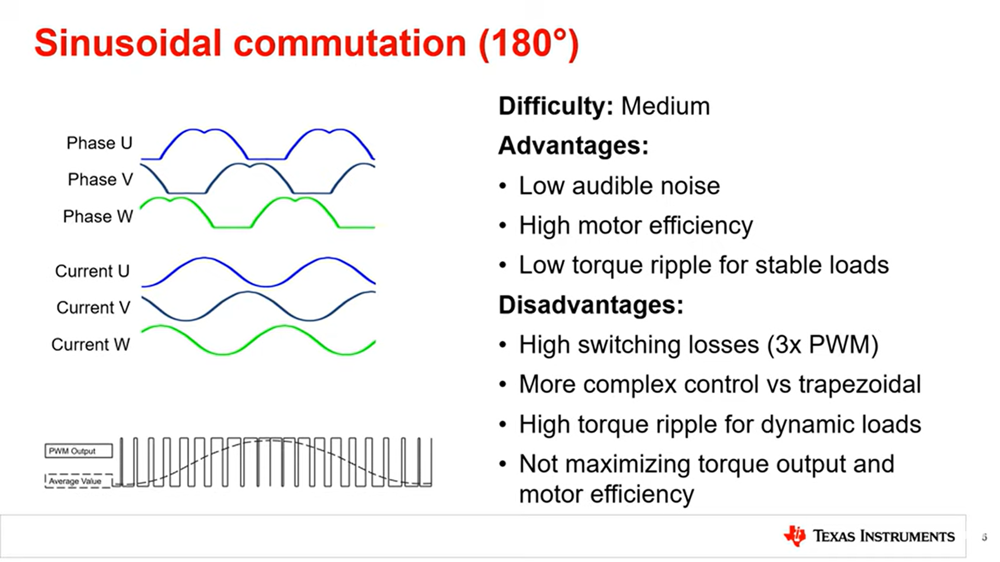 Sinusoidal commutation (180°)
Phase U
Phase V
Phase W
Current U
Current V
Current W
PWM Output
Average Value
Difficulty: Medium
Advantages:
• Low audible noise
• High motor efficiency
• Low torque ripple for stable loads
Disadvantages:
• High switching losses (3x PWM)
• More complex control vs trapezoidal
• High torque ripple for dynamic loads
• Not maximizing torque output and
motor efficiency
TEXAS INSTRUMENTS